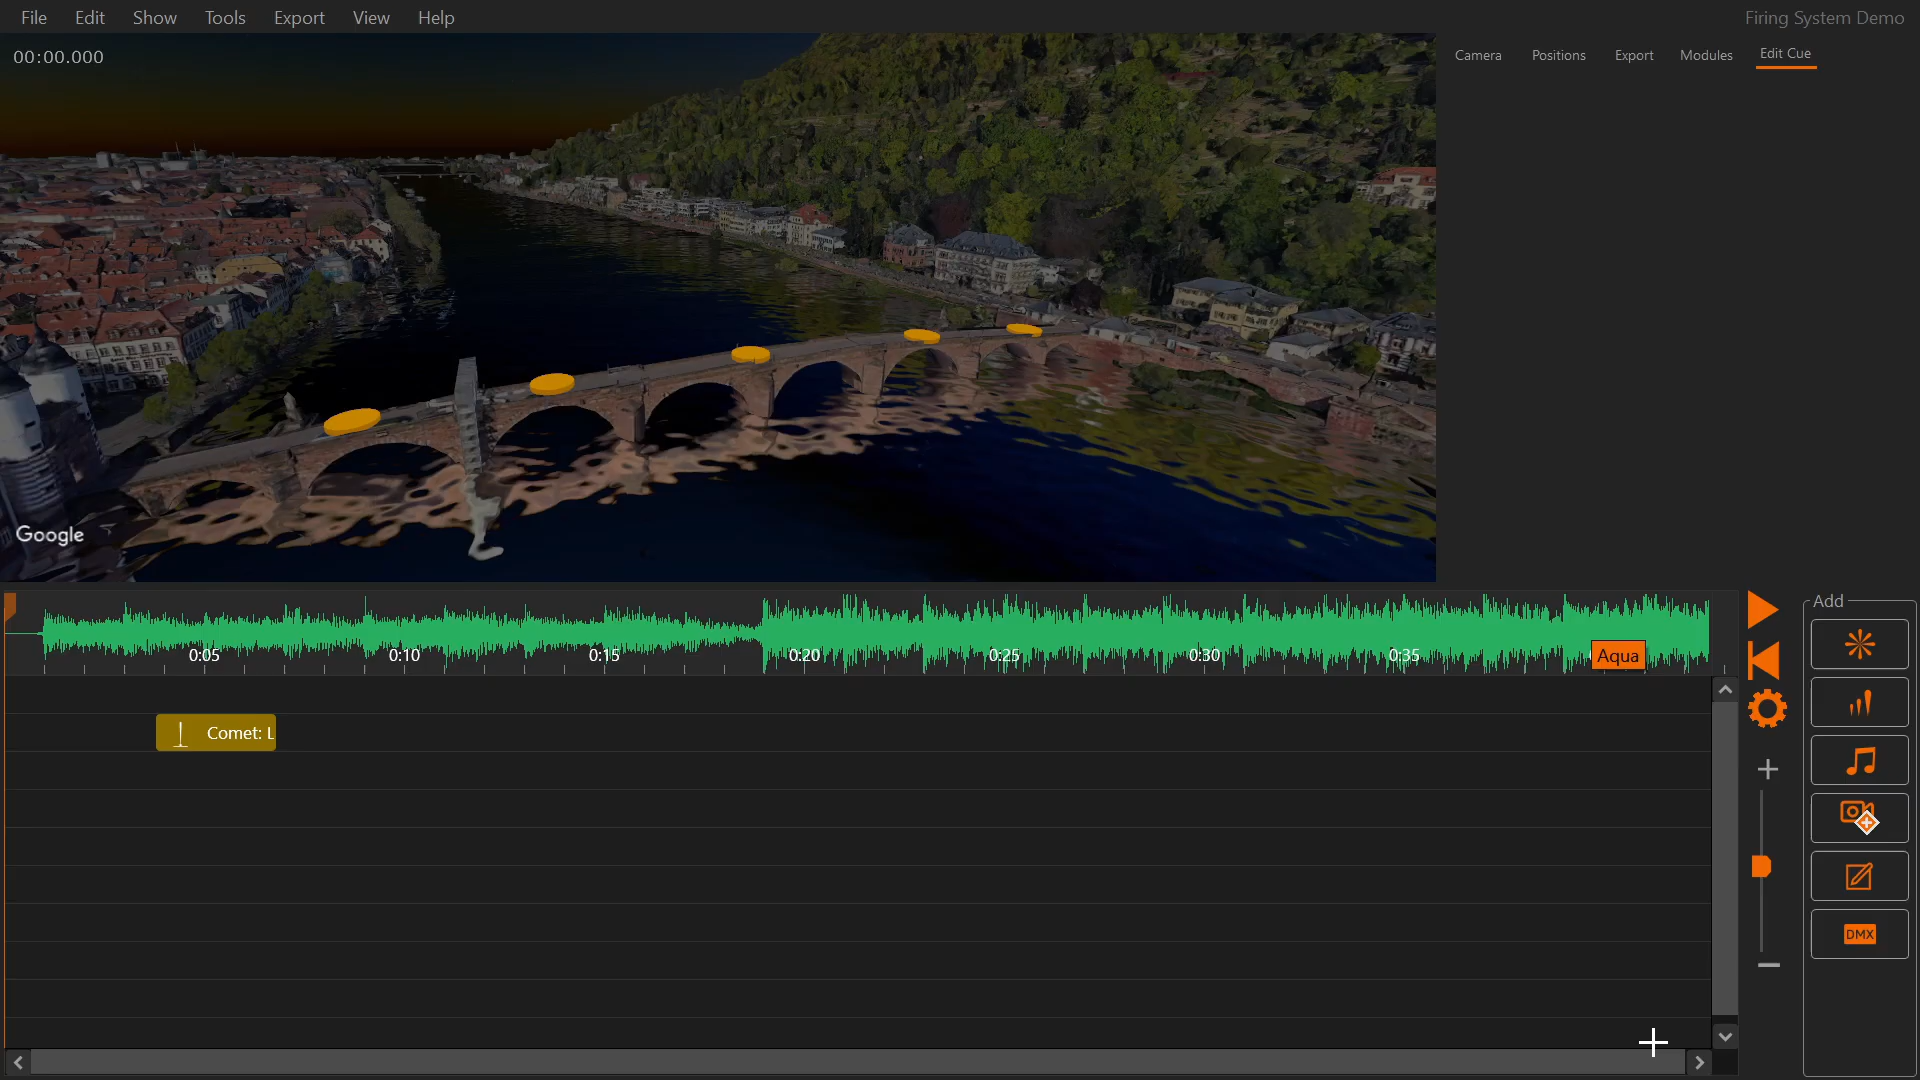 File Edit Show Tools Export View Help
Firing System Demo
00:00.000
Camera Positions Export Modules Edit Cue
Google
Add
0:05 0:10 0:15 0:20 0:25 0:30 0:35
Aqua
Comet: L
DMX